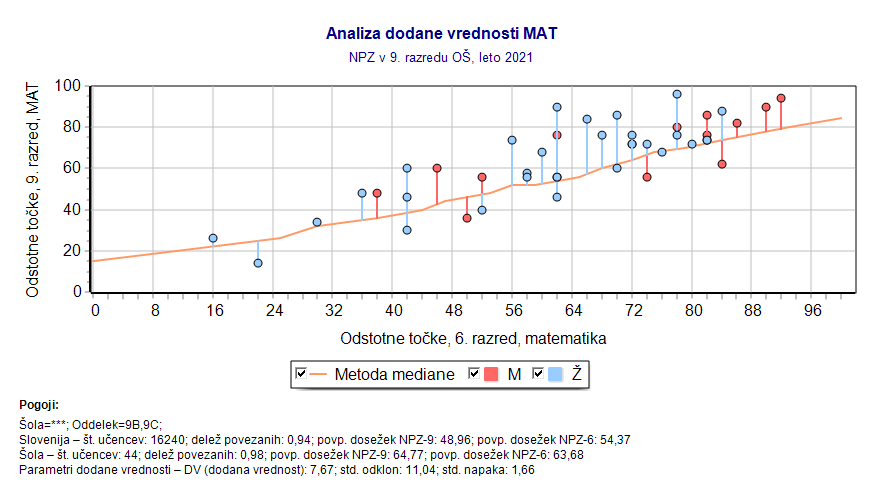 Analiza dodane vrednosti MAT
NPZ v 9. razredu OŠ, leto 2021
Odstotne točke, 9. razred, MAT
100
80
60
40
20
0
0 8 16 24 32 40 48 56 64 72 80 88 96
Odstotne točke, 6. razred, matematika
Metoda mediane M Ž
Pogoji:
Šola=***; Oddelek=9B,9C;
Slovenija – št. učencev: 16240; delež povezanih: 0,94; povp. dosežek NPZ-9: 48,96; povp. dosežek NPZ-6: 54,37
Šola – št. učencev: 44; delež povezanih: 0,98; povp. dosežek NPZ-9: 64,77; povp. dosežek NPZ-6: 63,68
Parametri dodane vrednosti – DV (dodana vrednost): 7,67; std. odklon: 11,04; std. napaka: 1,66